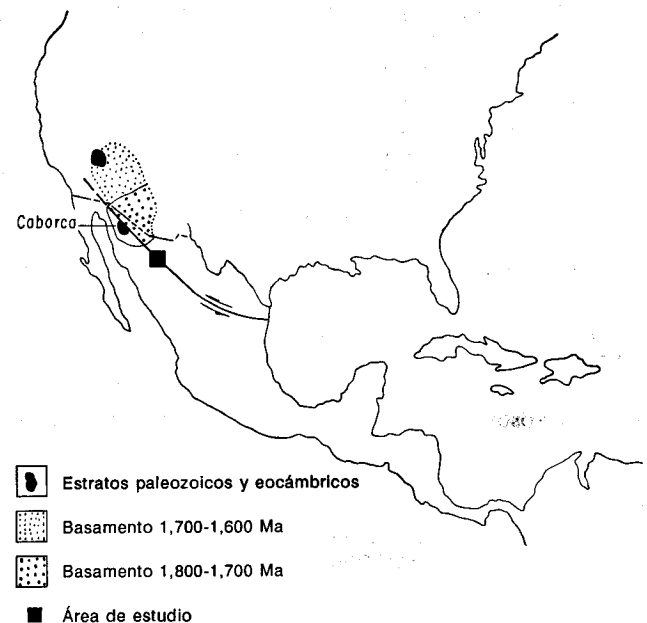 Caborca
Estratos paleozoicos y eocámbricos
Basamento 1,700-1,600 Ma
Basamento 1,800-1,700 Ma
Área de estudio